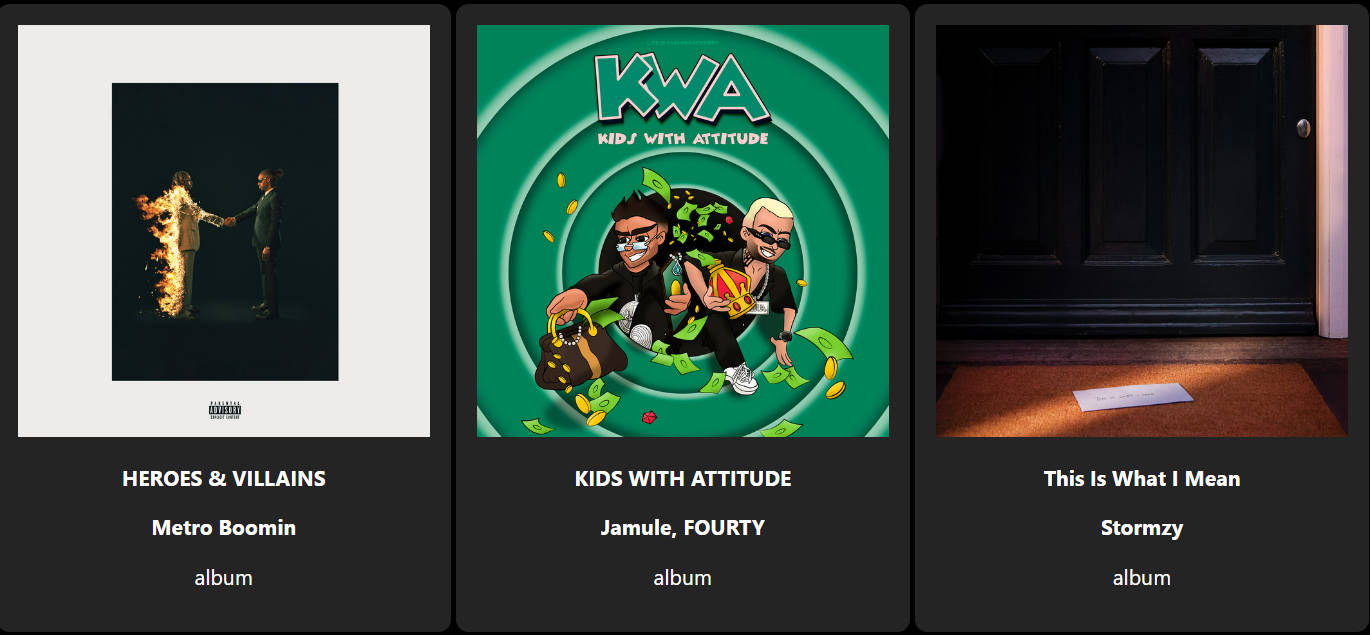 PARENTAL
ADVISORY
EXPLICIT CONTENT
HEROES & VILLAINS
Metro Boomin
album
KWA
KIDS WITH ATTITUDE
KIDS WITH ATTITUDE
Jamule, FOURTY
album
This Is What I Mean
Stormzy
album